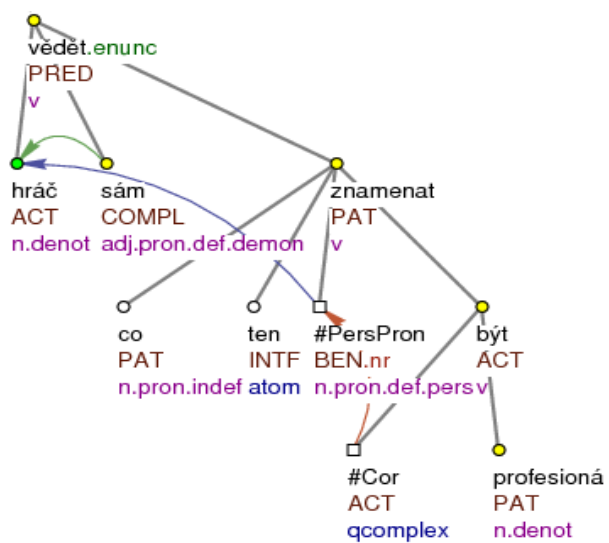 vědět.enunc
PRED
v
hráč sám znamenat
ACT COMPL PAT
n.denot adj.pron.def.demon v
co ten #PersPron být
PAT INTF BEN.nr ACT
n.pron.indef atom n.pron.def.pers v
#Cor profesioná
ACT PAT
qcomplex n.denot